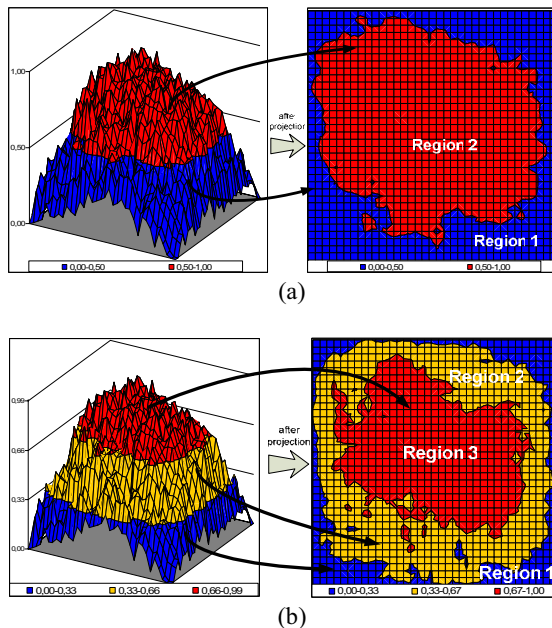 1,00
0,50
0,00
0,00-0,50 0,50-1,00
after
projection
Region 2
Region 1
0,00-0,50 0,50-1,00
(a)
0,99
0,66
0,33
0,00
0,00-0,33 0,33-0,66 0,66-0,99
after
projection
Region 2
Region 3
Region 1
0,00-0,33 0,33-0,67 0,67-1,00
(b)